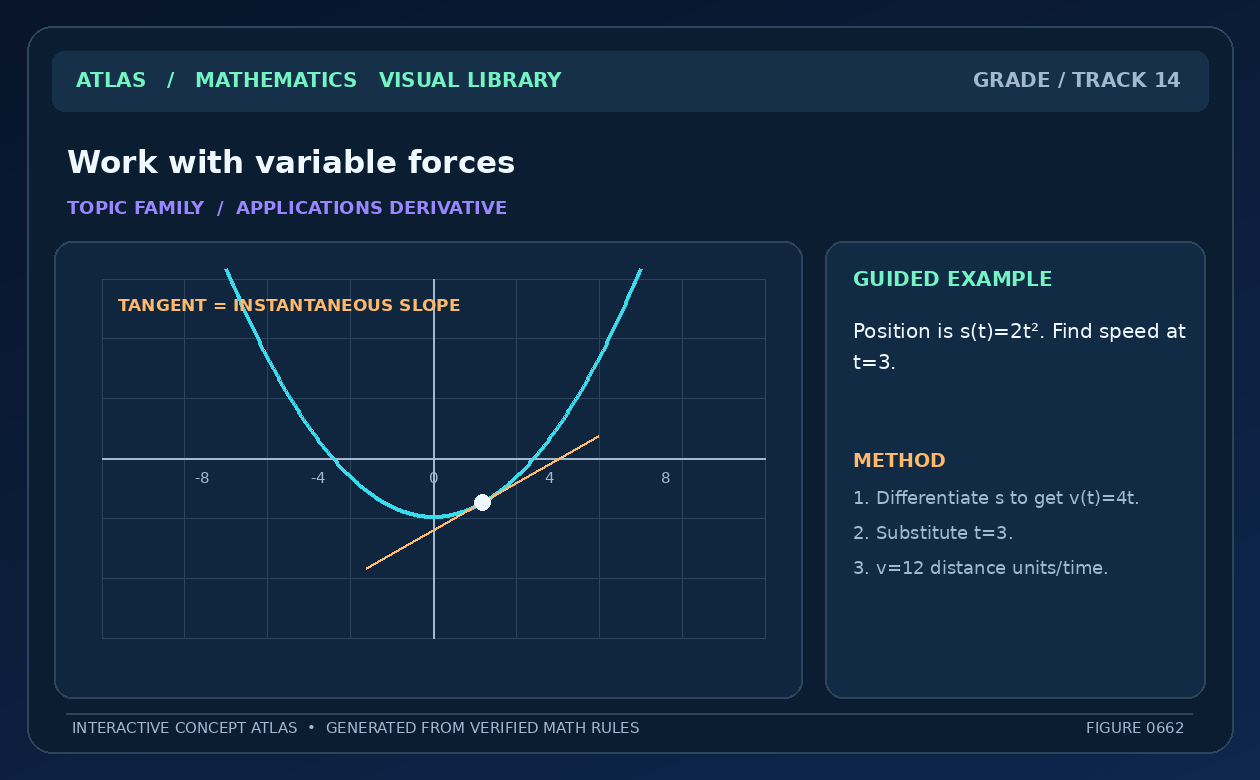 ATLAS / MATHEMATICS VISUAL LIBRARY
GRADE / TRACK 14
Work with variable forces
TOPIC FAMILY / APPLICATIONS DERIVATIVE
TANGENT = INSTANTANEOUS SLOPE
-8 -4 0 4 8
GUIDED EXAMPLE
Position is s(t)=2t². Find speed at
t=3.
METHOD
1. Differentiate s to get v(t)=4t.
2. Substitute t=3.
3. v=12 distance units/time.
INTERACTIVE CONCEPT ATLAS • GENERATED FROM VERIFIED MATH RULES
FIGURE 0662